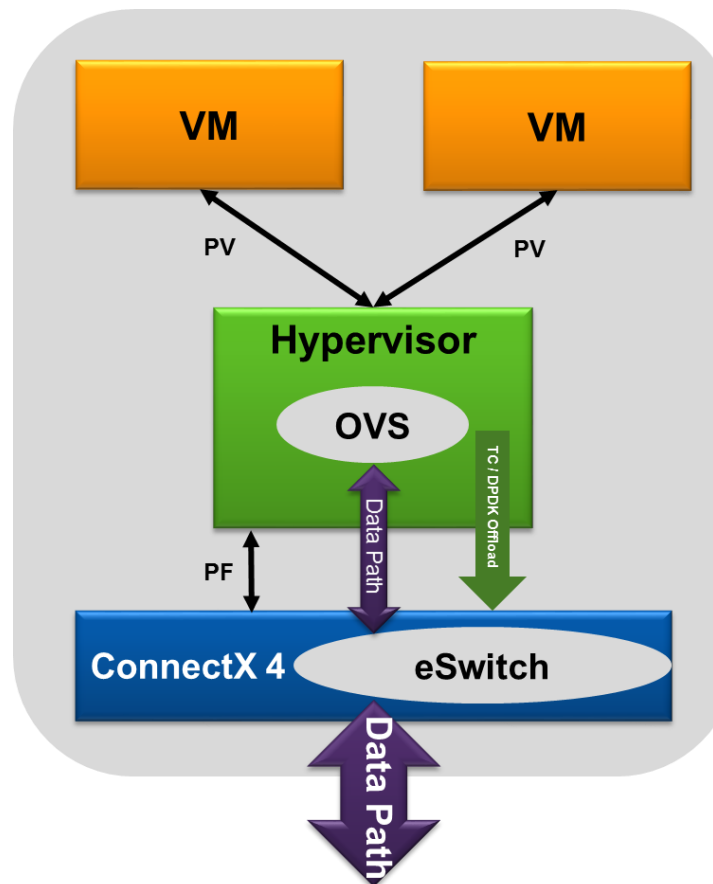 VM
VM
PV
PV
Hypervisor
OVS
TC / DPDK Offload
Data Path
PF
ConnectX 4
eSwitch
Data Path